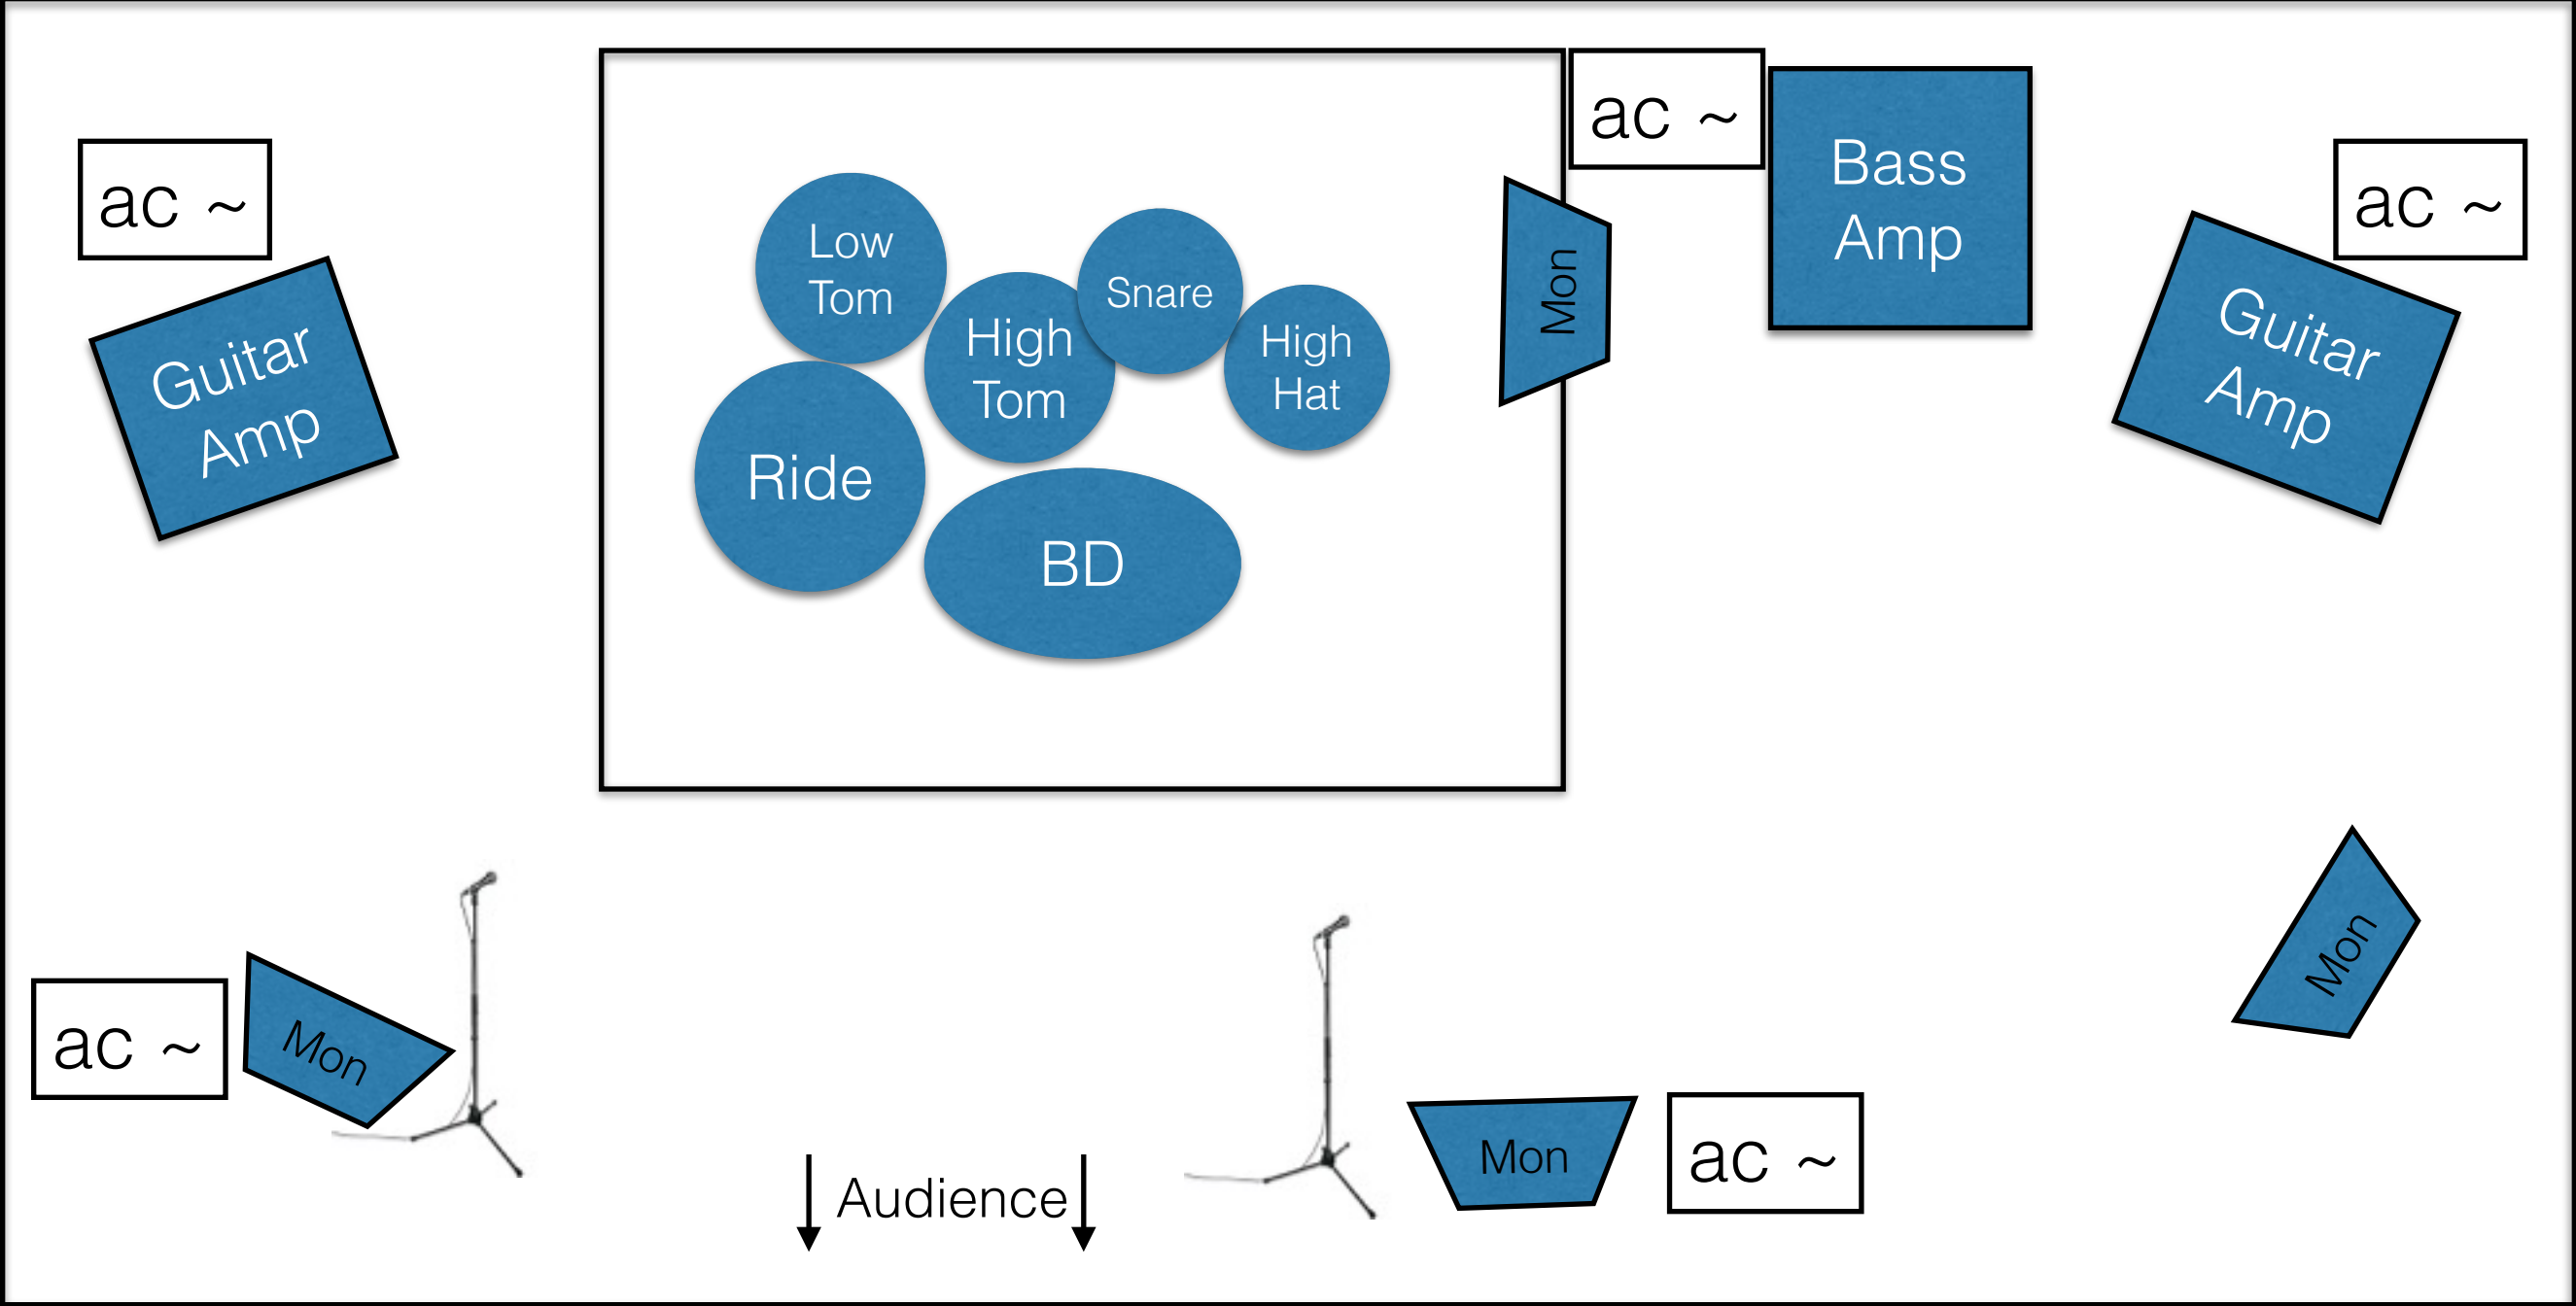 ac ~
Bass
Amp
ac ~
ac ~
Low
Tom
Snare
High
Tom
High
Hat
Mon
Guitar
Amp
Guitar
Amp
Ride
BD
Mon
ac ~
Mon
Mon
ac ~
Audience